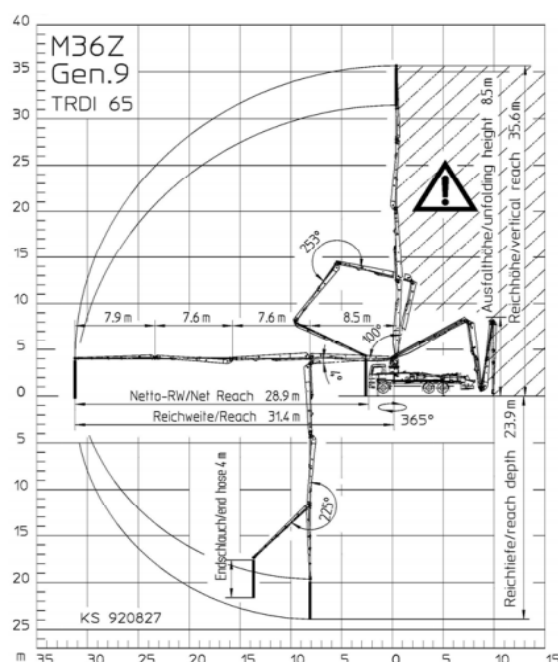 40
35
30
25
20
15
10
5
0
5
10
15
20
25
m
M36Z
Gen.9
TRDI 65
Ausfalthöhe/unfolding height 8,5 m
Reichhöhe/vertical reach 35.6 m
253°
7.9 m 7.6 m 7.6 m 8.5 m
100°
Netto-RW/Net Reach 28.9 m
Reichweite/Reach 31.4 m
365°
Reichtiefe/reach depth 23.9 m
Endschlauch/end hose 4 m
225°
KS 920827
35 30 25 20 15 10 5 0 5 10 15